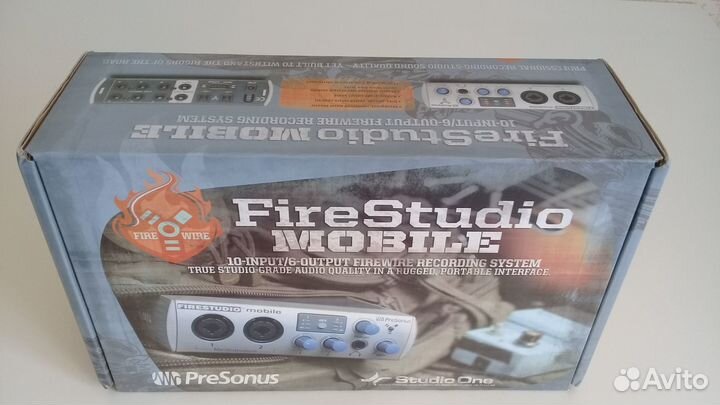 PROFESSIONAL RECORDING STUDIO SOUND QUALITY – YET BUILT TO WITHSTAND THE RIGORS OF THE ROAD.
10-INPUT/6-OUTPUT FIREWIRE RECORDING SYSTEM
FireStudio MOBILE
FIRE WIRE
FireStudio
MOBILE
10-INPUT/6-OUTPUT FIREWIRE RECORDING SYSTEM
TRUE STUDIO-GRADE AUDIO QUALITY IN A RUGGED, PORTABLE INTERFACE.
FIRESTUDIO mobile
PreSonus
1 2
PreSonus
Studio One
Avito